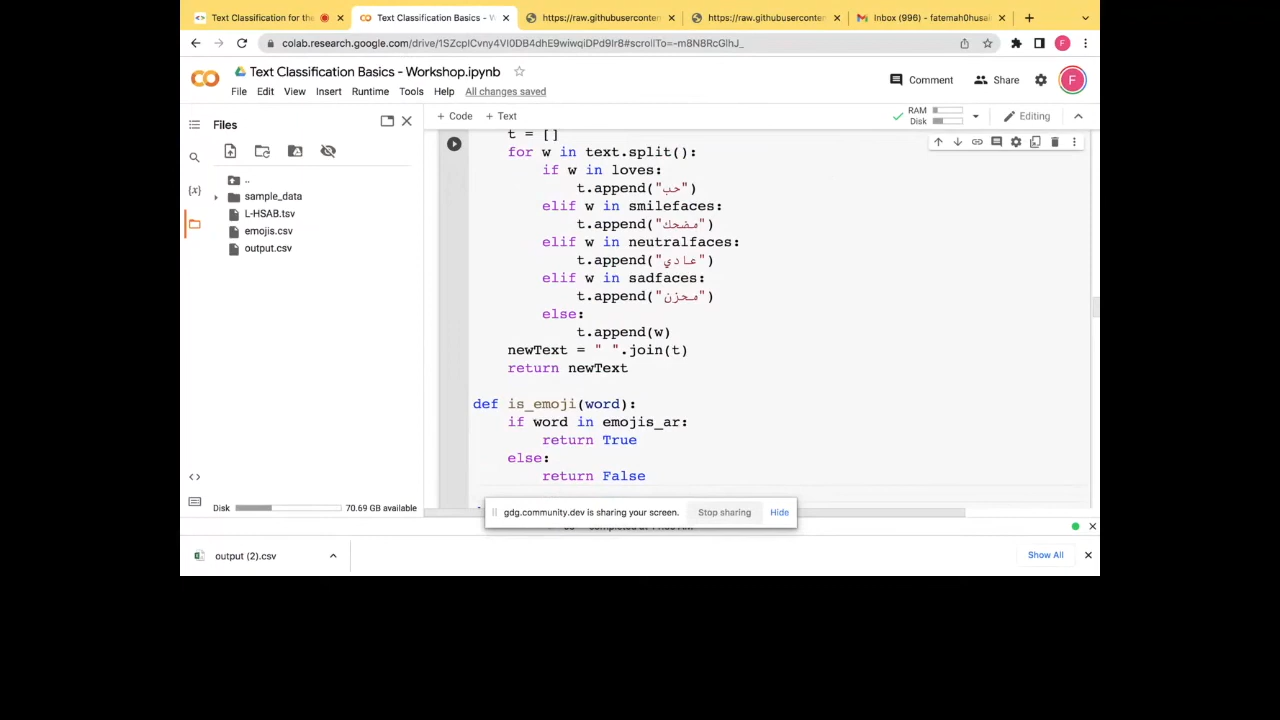 Text Classification for the
Text Classification Basics - W
https://raw.githubusercontent
https://raw.githubusercontent
Inbox (996) - fatemah0husai
colab.research.google.com/drive/1SZcpICvny4VI0DB4dhE9wiwqiDPd9Ir8#scrollTo=-m8N8RcGlhJ_
F
Text Classification Basics - Workshop.ipynb
Comment
Share
F
File Edit View Insert Runtime Tools Help All changes saved
Files
+ Code + Text
RAM
Disk
Editing
{x}
..
sample_data
L-HSAB.tsv
emojis.csv
output.csv
t = []
for w in text.split():
if w in loves:
t.append("حب")
elif w in smilefaces:
t.append("مضحك")
elif w in neutralfaces:
t.append("عادي")
elif w in sadfaces:
t.append("محزن")
else:
t.append(w)
newText = " ".join(t)
return newText
def is_emoji(word):
if word in emojis_ar:
return True
else:
return False
Disk 70.69 GB available
gdg.community.dev is sharing your screen. Stop sharing Hide
output (2).csv
Show All